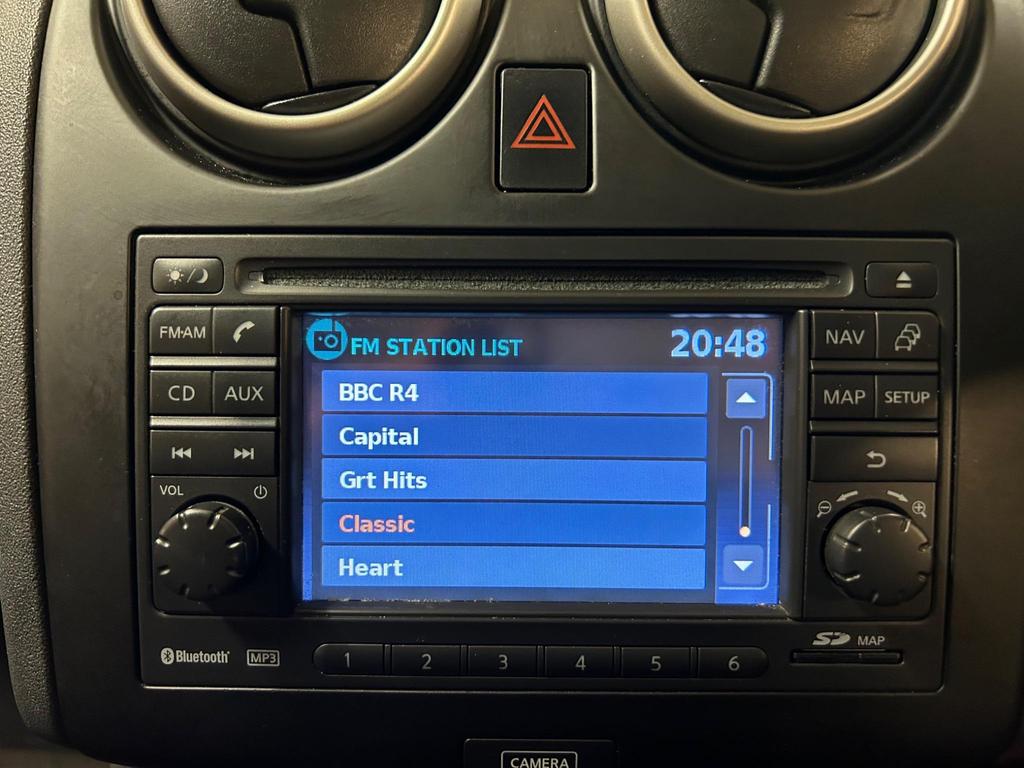 FM·AM
FM STATION LIST 20:48
NAV
CD AUX
BBC R4
MAP SETUP
Capital
Grt Hits
VOL
Classic
Heart
Bluetooth MP3
1 2 3 4 5 6
SD MAP
CAMERA